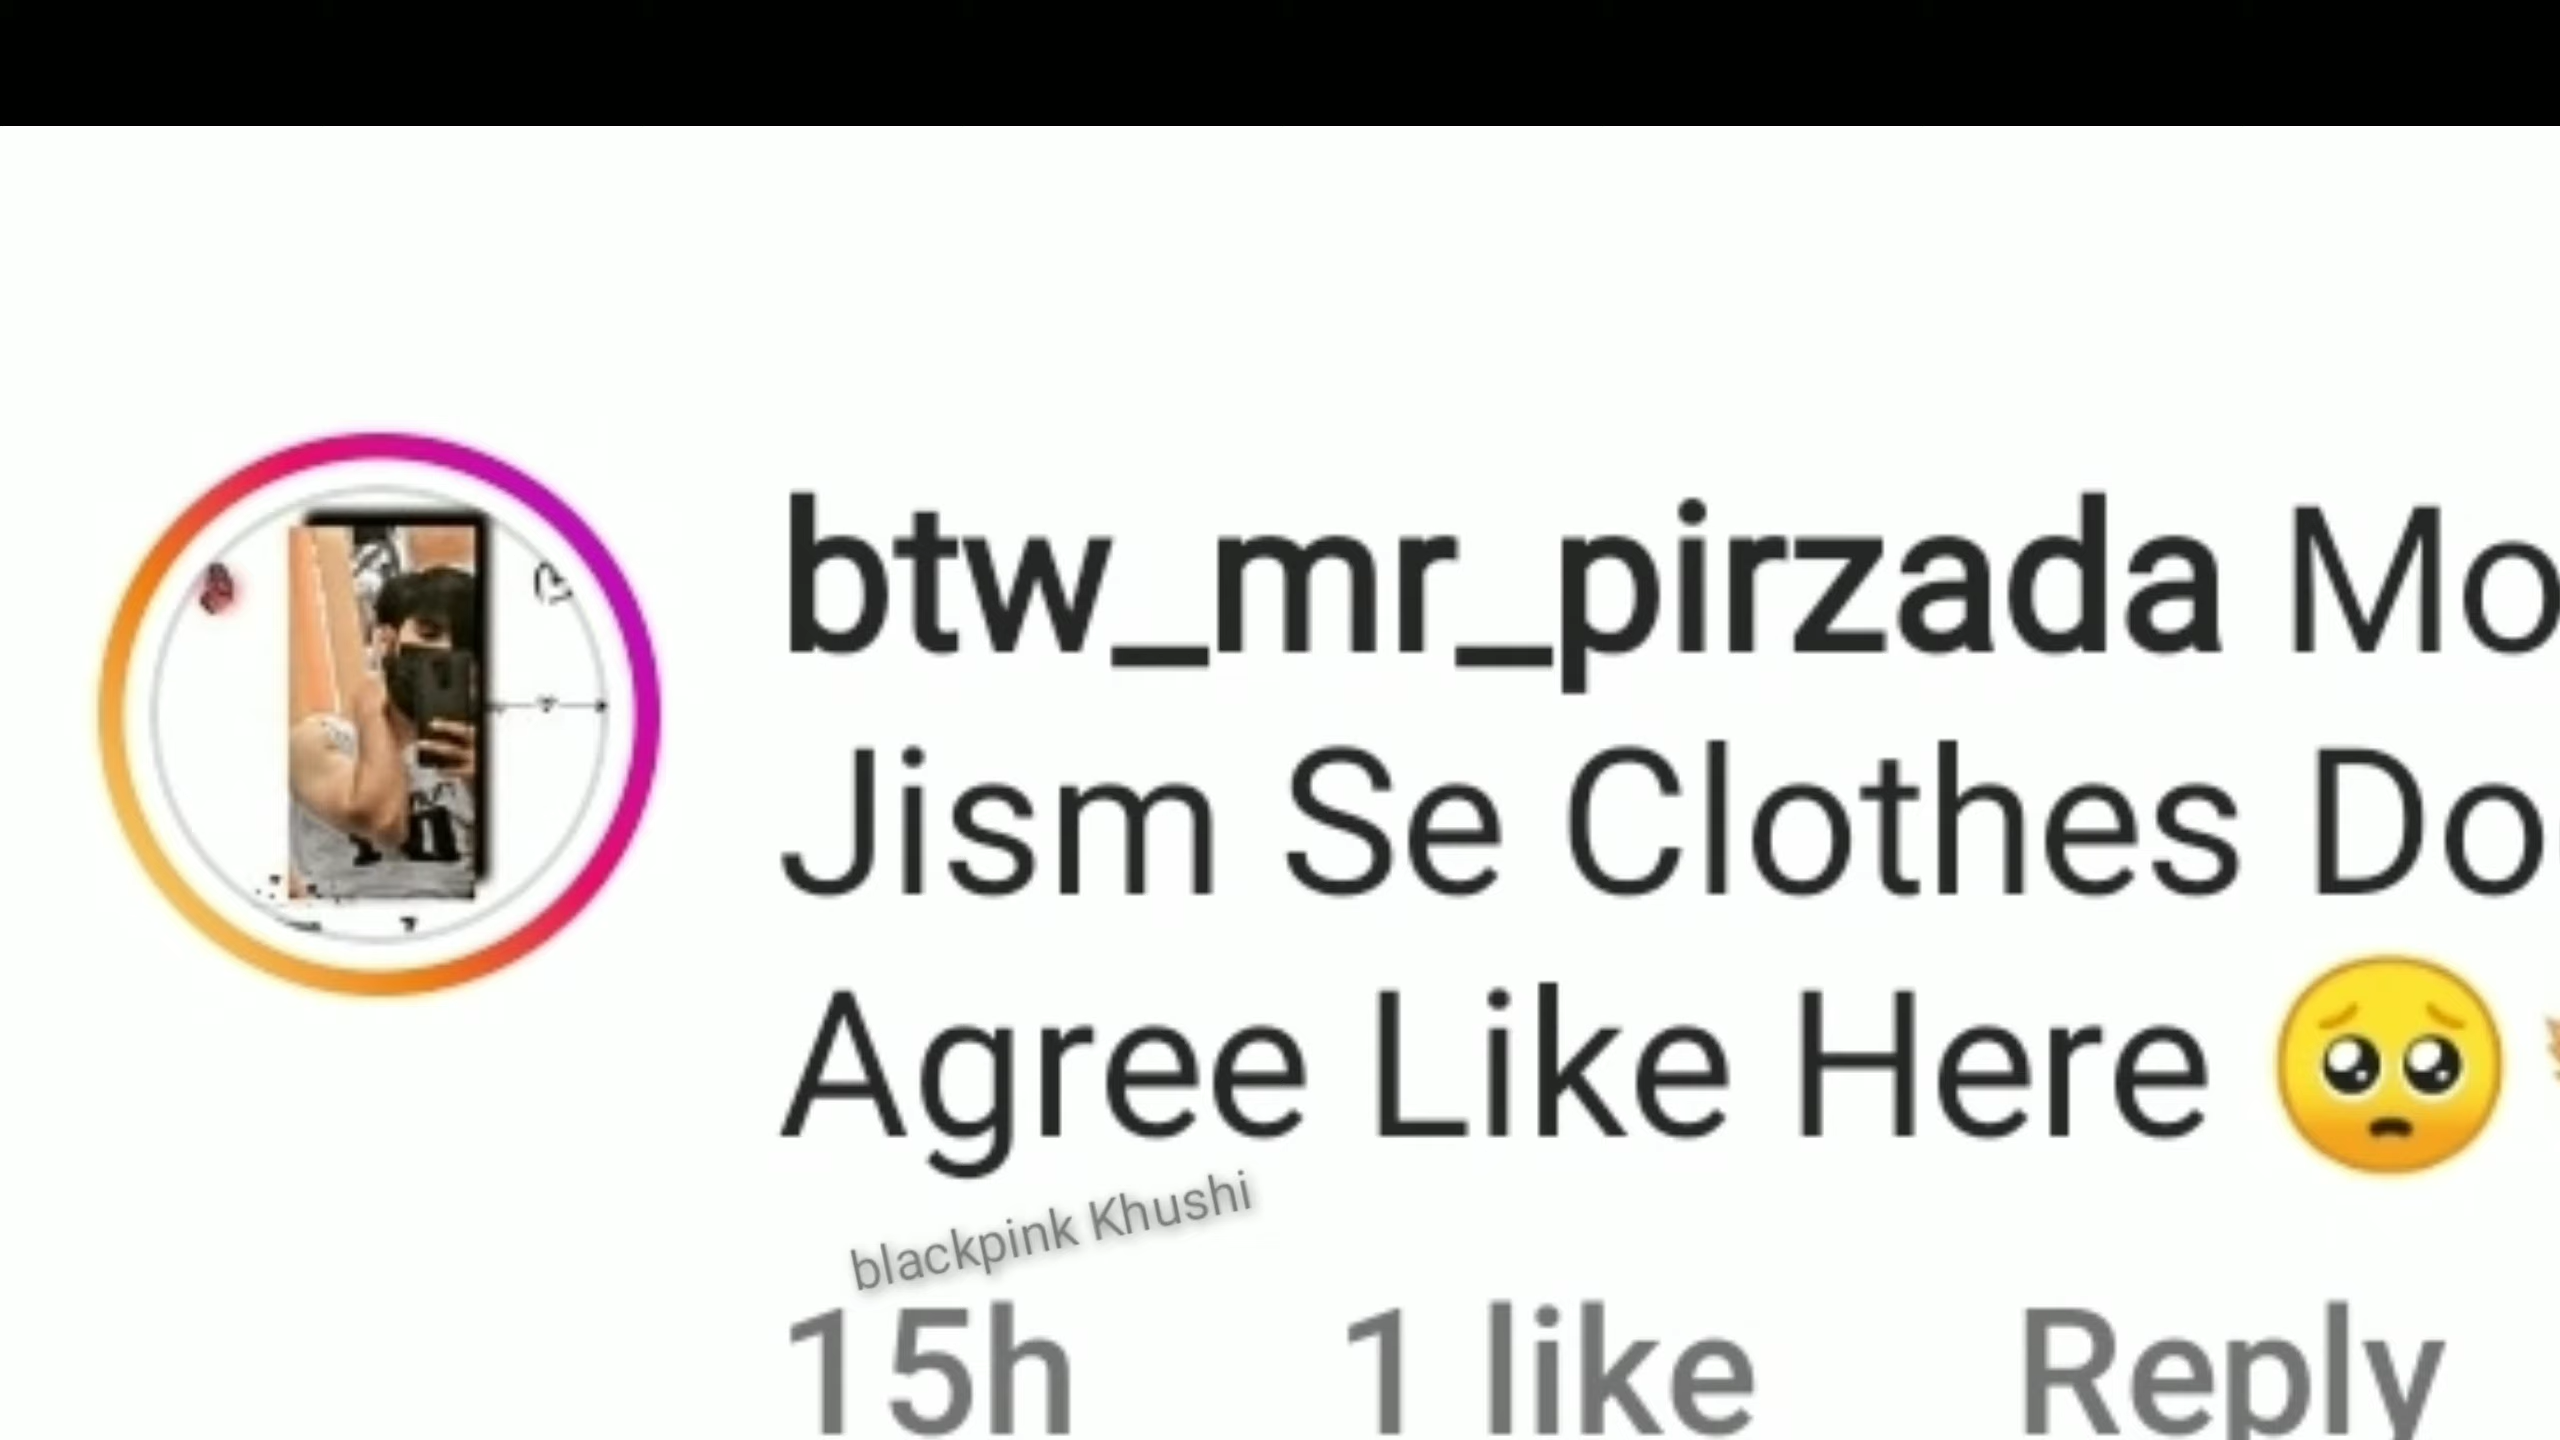 btw_mr_pirzada Mo
Jism Se Clothes Do
Agree Like Here 🥺
blackpink Khushi
15h 1 like Reply